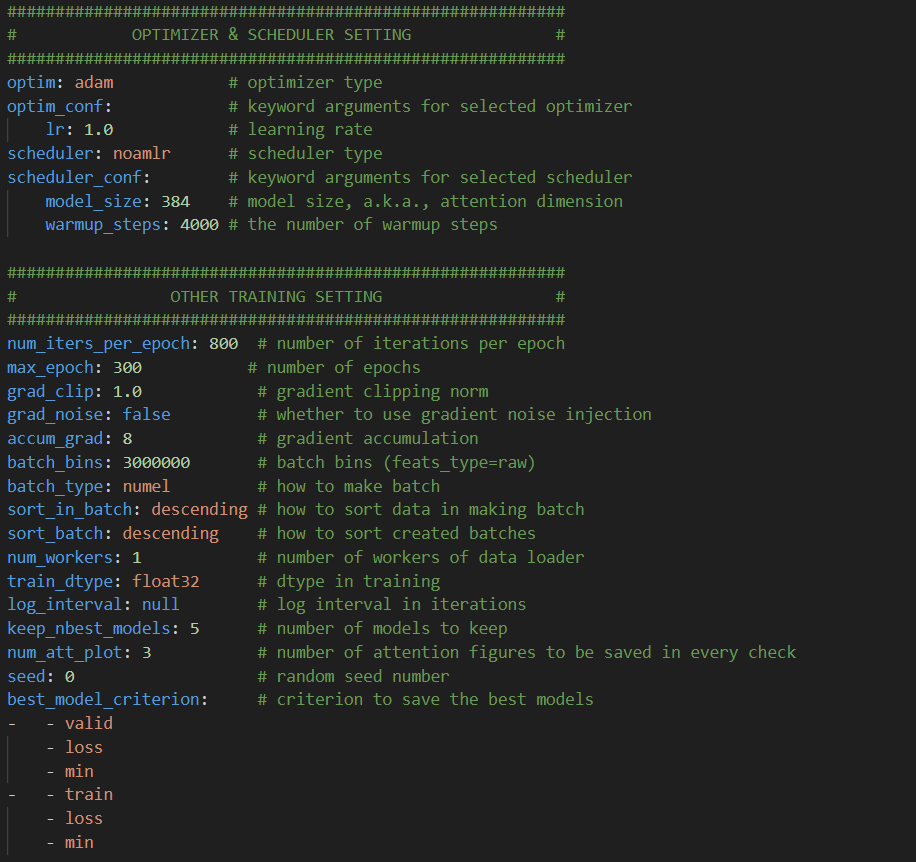 ##########################################################
#            OPTIMIZER & SCHEDULER SETTING               #
##########################################################
optim: adam            # optimizer type
optim_conf:            # keyword arguments for selected optimizer
    lr: 1.0            # learning rate
scheduler: noamlr      # scheduler type
scheduler_conf:        # keyword arguments for selected scheduler
    model_size: 384    # model size, a.k.a., attention dimension
    warmup_steps: 4000 # the number of warmup steps

##########################################################
#                OTHER TRAINING SETTING                  #
##########################################################
num_iters_per_epoch: 800  # number of iterations per epoch
max_epoch: 300           # number of epochs
grad_clip: 1.0            # gradient clipping norm
grad_noise: false         # whether to use gradient noise injection
accum_grad: 8             # gradient accumulation
batch_bins: 3000000       # batch bins (feats_type=raw)
batch_type: numel         # how to make batch
sort_in_batch: descending # how to sort data in making batch
sort_batch: descending    # how to sort created batches
num_workers: 1            # number of workers of data loader
train_dtype: float32      # dtype in training
log_interval: null        # log interval in iterations
keep_nbest_models: 5      # number of models to keep
num_att_plot: 3           # number of attention figures to be saved in every check
seed: 0                   # random seed number
best_model_criterion:     # criterion to save the best models
-   - valid
    - loss
    - min
-   - train
    - loss
    - min